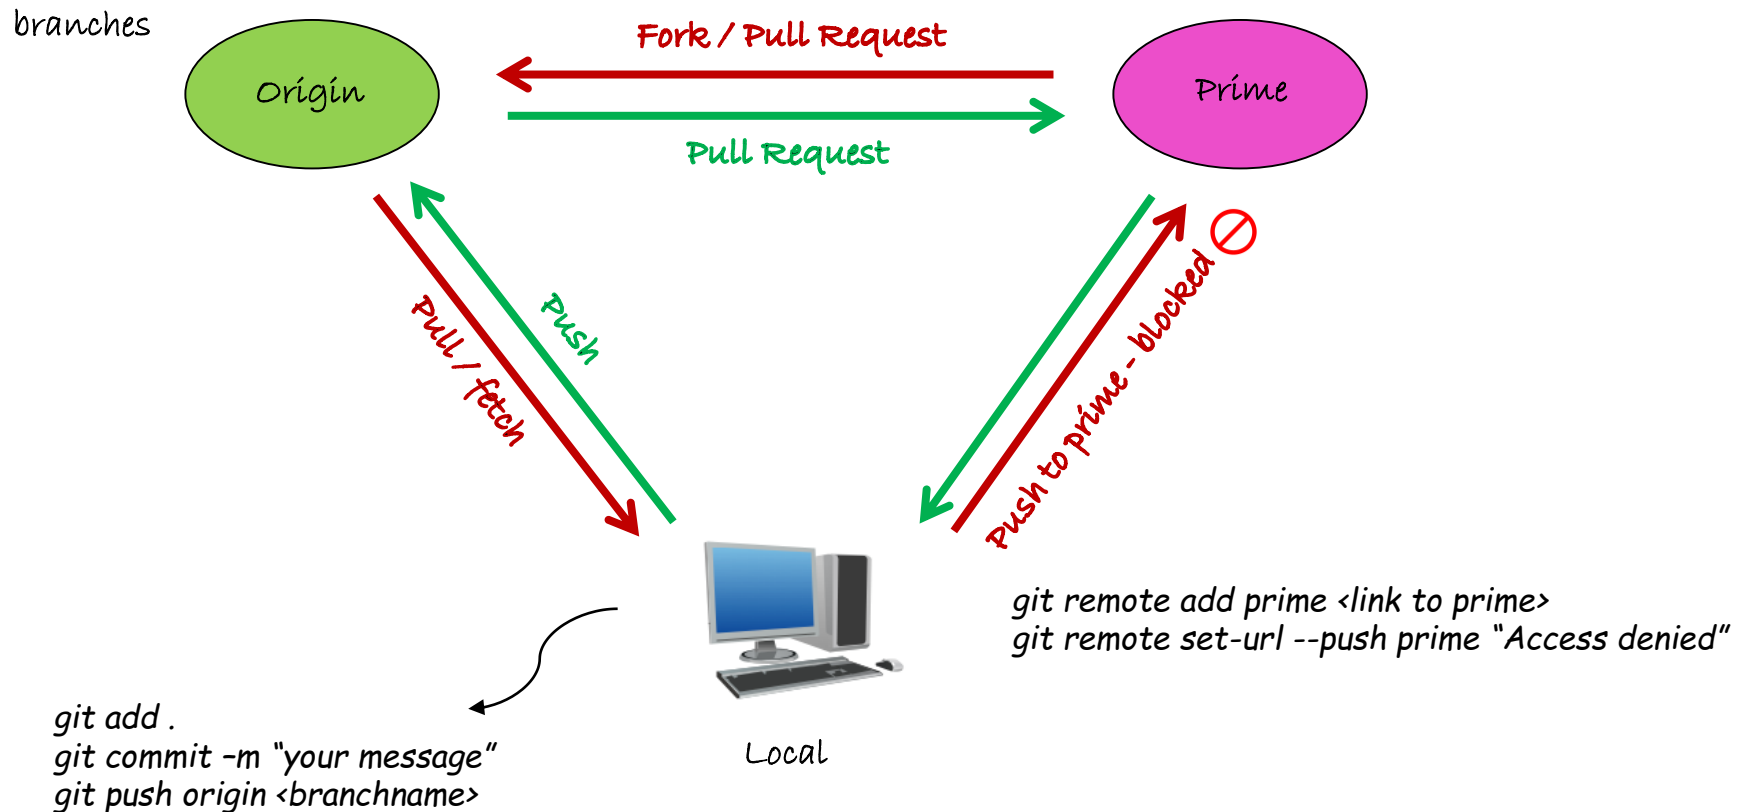 branches
Origin
Fork / Pull Request
Prime
Pull Request
Pull / fetch
Push
Push to prime - blocked
git remote add prime <link to prime>
git remote set-url --push prime “Access denied”
git add .
git commit –m “your message”
git push origin <branchname>
Local